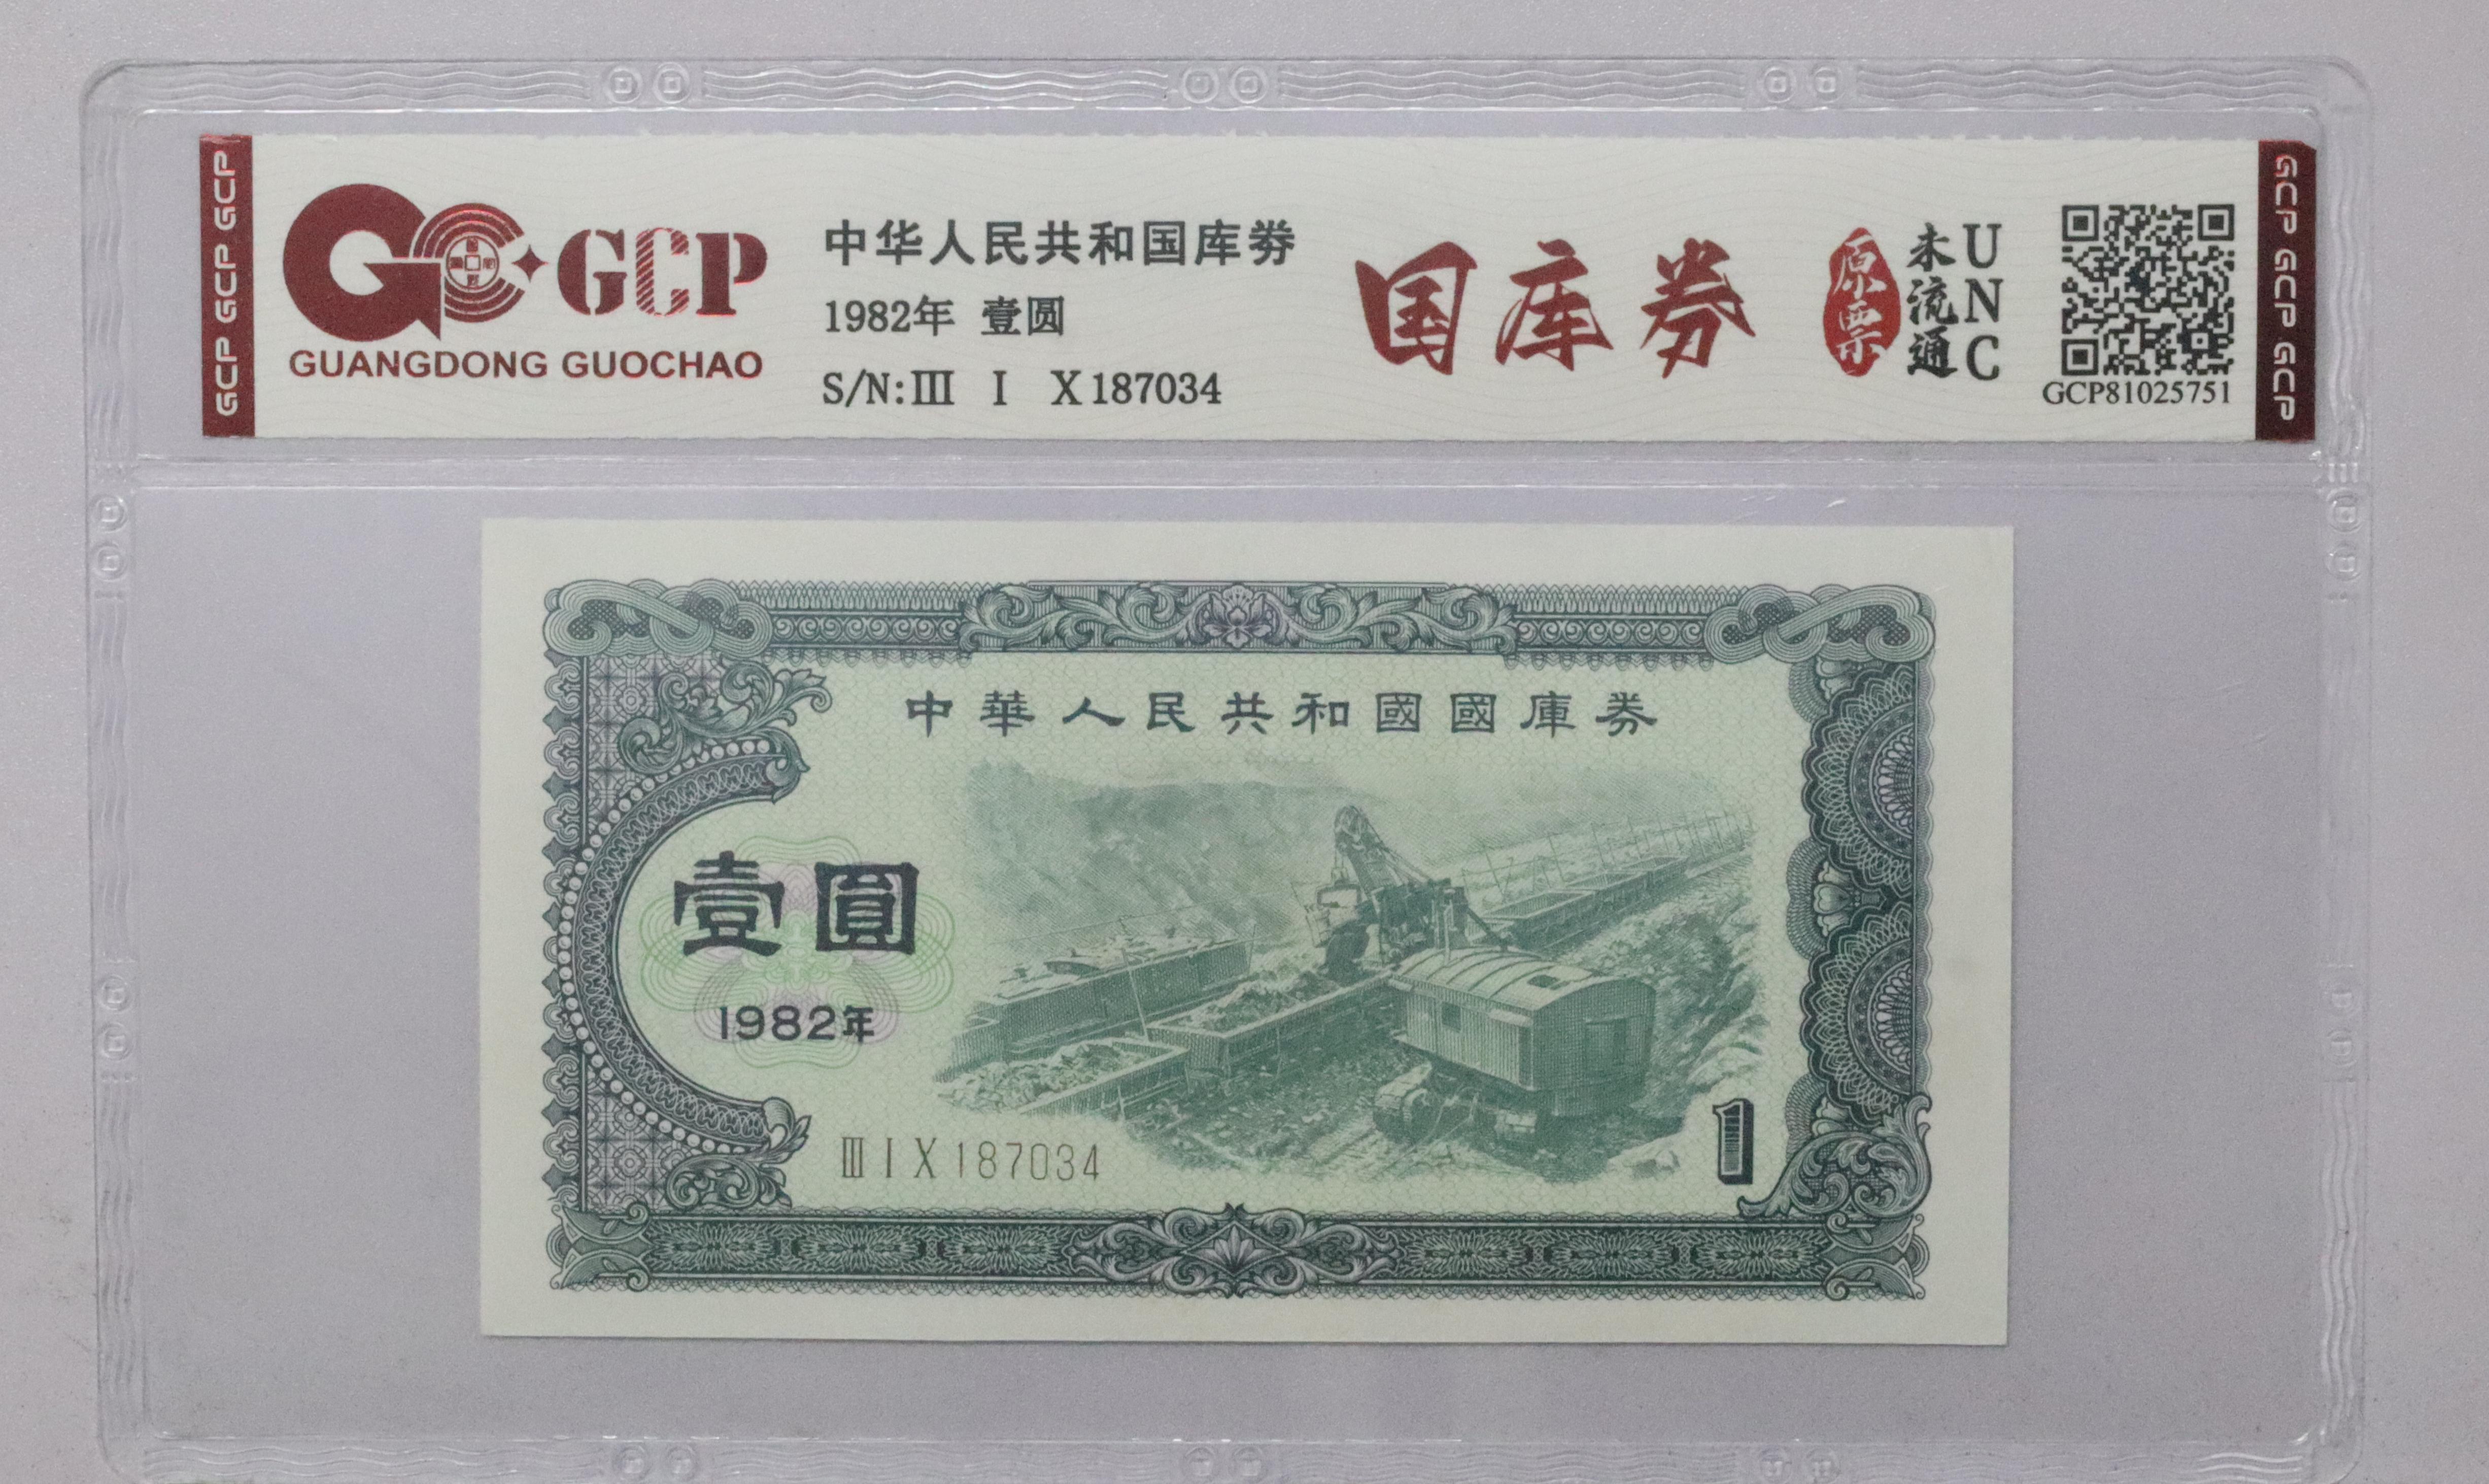 GCP GCP GCP
GCP
GUANGDONG GUOCHAO
中华人民共和国库券
1982年 壹圆
S/N:Ⅲ Ⅰ Ⅹ187034
国库券
原票
未流通
UNC
GCP81025751
GCP GCP GCP
中華人民共和國國庫券
壹圓
1982年
ⅢⅠⅩ187034
1